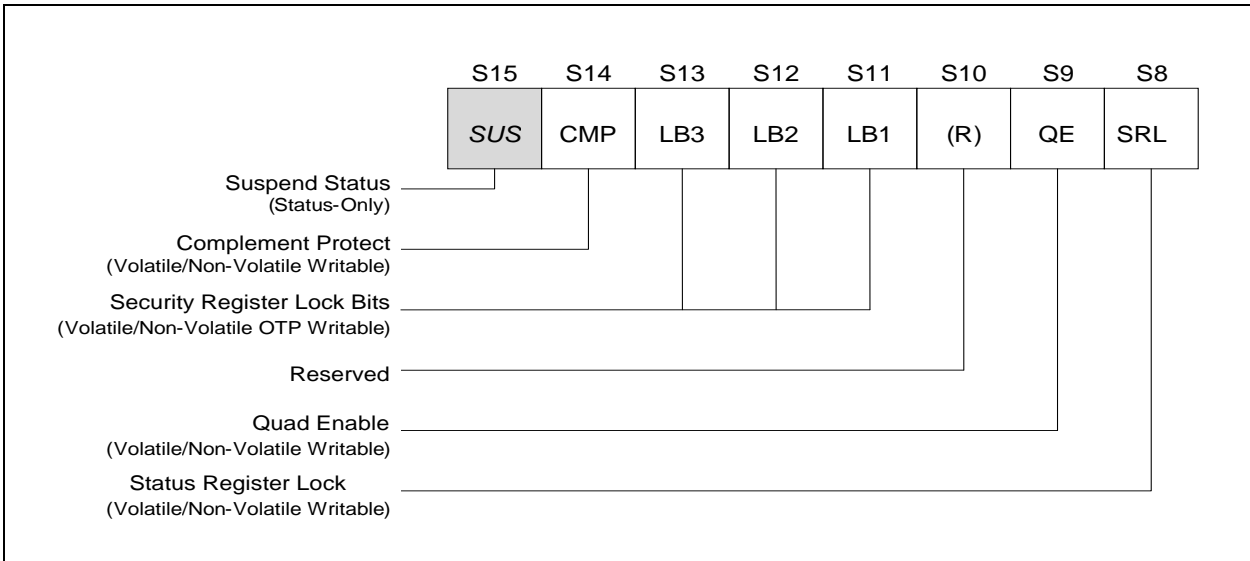 S15 S14 S13 S12 S11 S10 S9 S8
SUS CMP LB3 LB2 LB1 (R) QE SRL
Suspend Status
(Status-Only)
Complement Protect
(Volatile/Non-Volatile Writable)
Security Register Lock Bits
(Volatile/Non-Volatile OTP Writable)
Reserved
Quad Enable
(Volatile/Non-Volatile Writable)
Status Register Lock
(Volatile/Non-Volatile Writable)